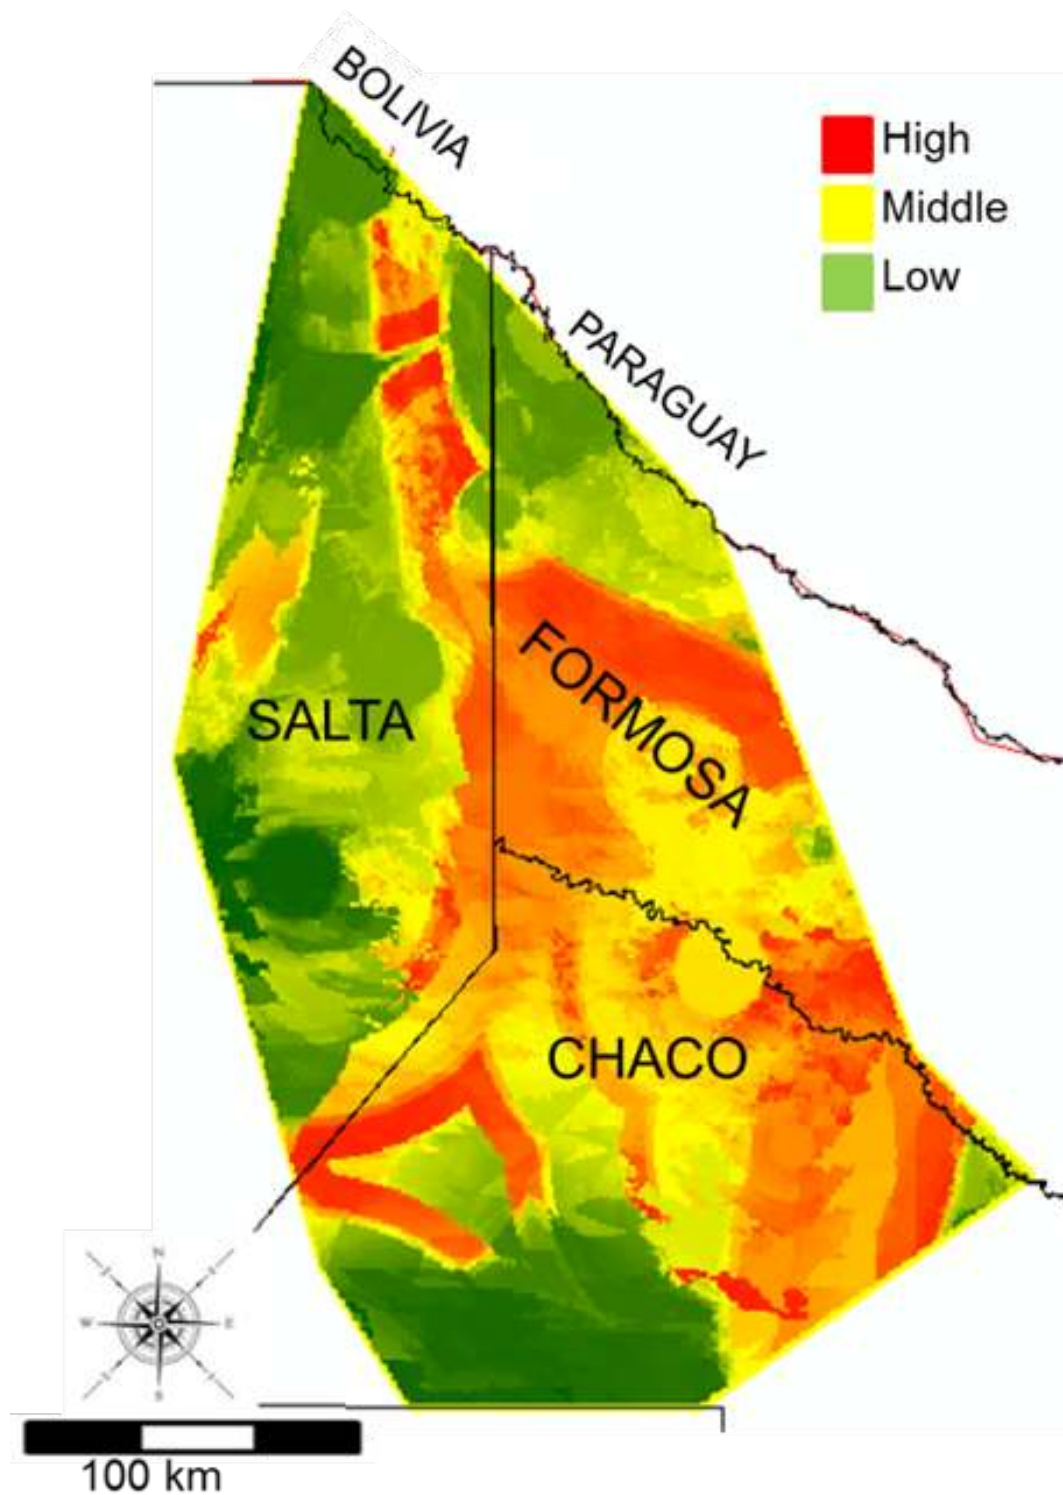 BOLIVIA
High
Middle
Low
PARAGUAY
FORMOSA
SALTA
CHACO
N
W
E
S
100 km